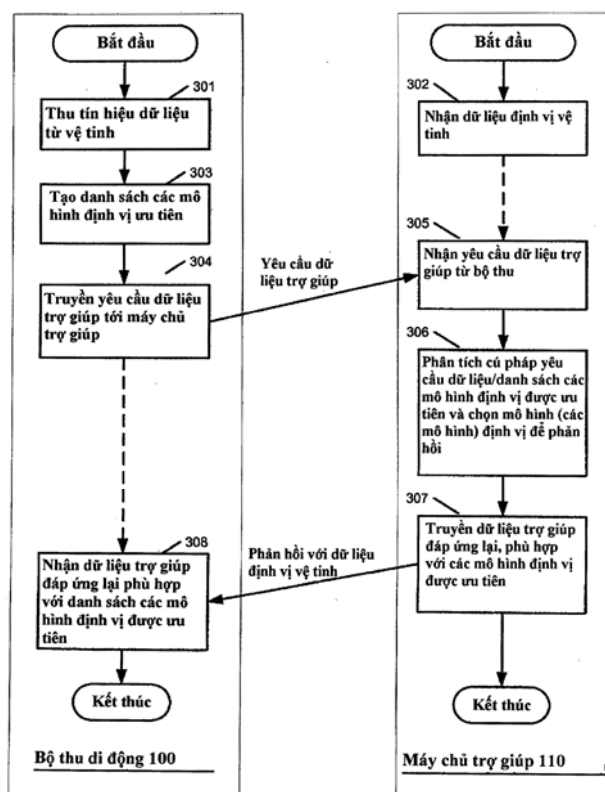 Bắt đầu
301
Thu tín hiệu dữ liệu
từ vệ tinh
303
Tạo danh sách các mô
hình định vị ưu tiên
304
Truyền yêu cầu dữ liệu
trợ giúp tới máy chủ
trợ giúp
308
Nhận dữ liệu trợ giúp
đáp ứng lại phù hợp
với danh sách các mô
hình định vị được ưu
tiên
Kết thúc
Bộ thu di động 100
Yêu cầu dữ
liệu trợ giúp
Phản hồi với dữ liệu
định vị vệ tinh
Bắt đầu
302
Nhận dữ liệu định vị vệ
tinh
305
Nhận yêu cầu dữ liệu trợ
giúp từ bộ thu
306
Phân tích cú pháp yêu
cầu dữ liệu/danh sách các
mô hình định vị được ưu
tiên và chọn mô hình (các
mô hình) định vị để phản
hồi
307
Truyền dữ liệu trợ giúp
đáp ứng lại, phù hợp
với các mô hình định vị
được ưu tiên
Kết thúc
Máy chủ trợ giúp 110